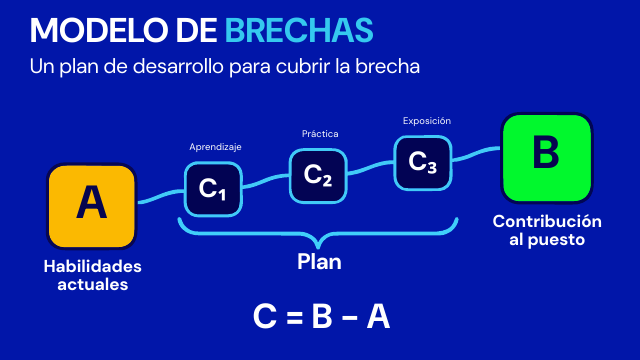 MODELO DE BRECHAS
Un plan de desarrollo para cubrir la brecha
Aprendizaje
Práctica
Exposición
A
C₁
C₂
C₃
B
Habilidades
actuales
Plan
Contribución
al puesto
C = B – A